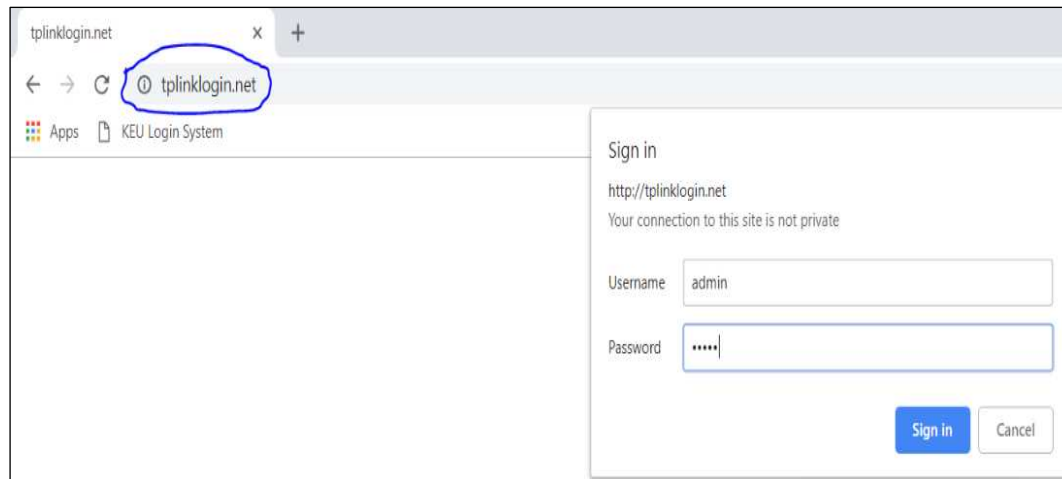 tplinklogin.net
tplinklogin.net
Apps KEU Login System
Sign in
http://tplinklogin.net
Your connection to this site is not private
Username admin
Password •••••
Sign in Cancel